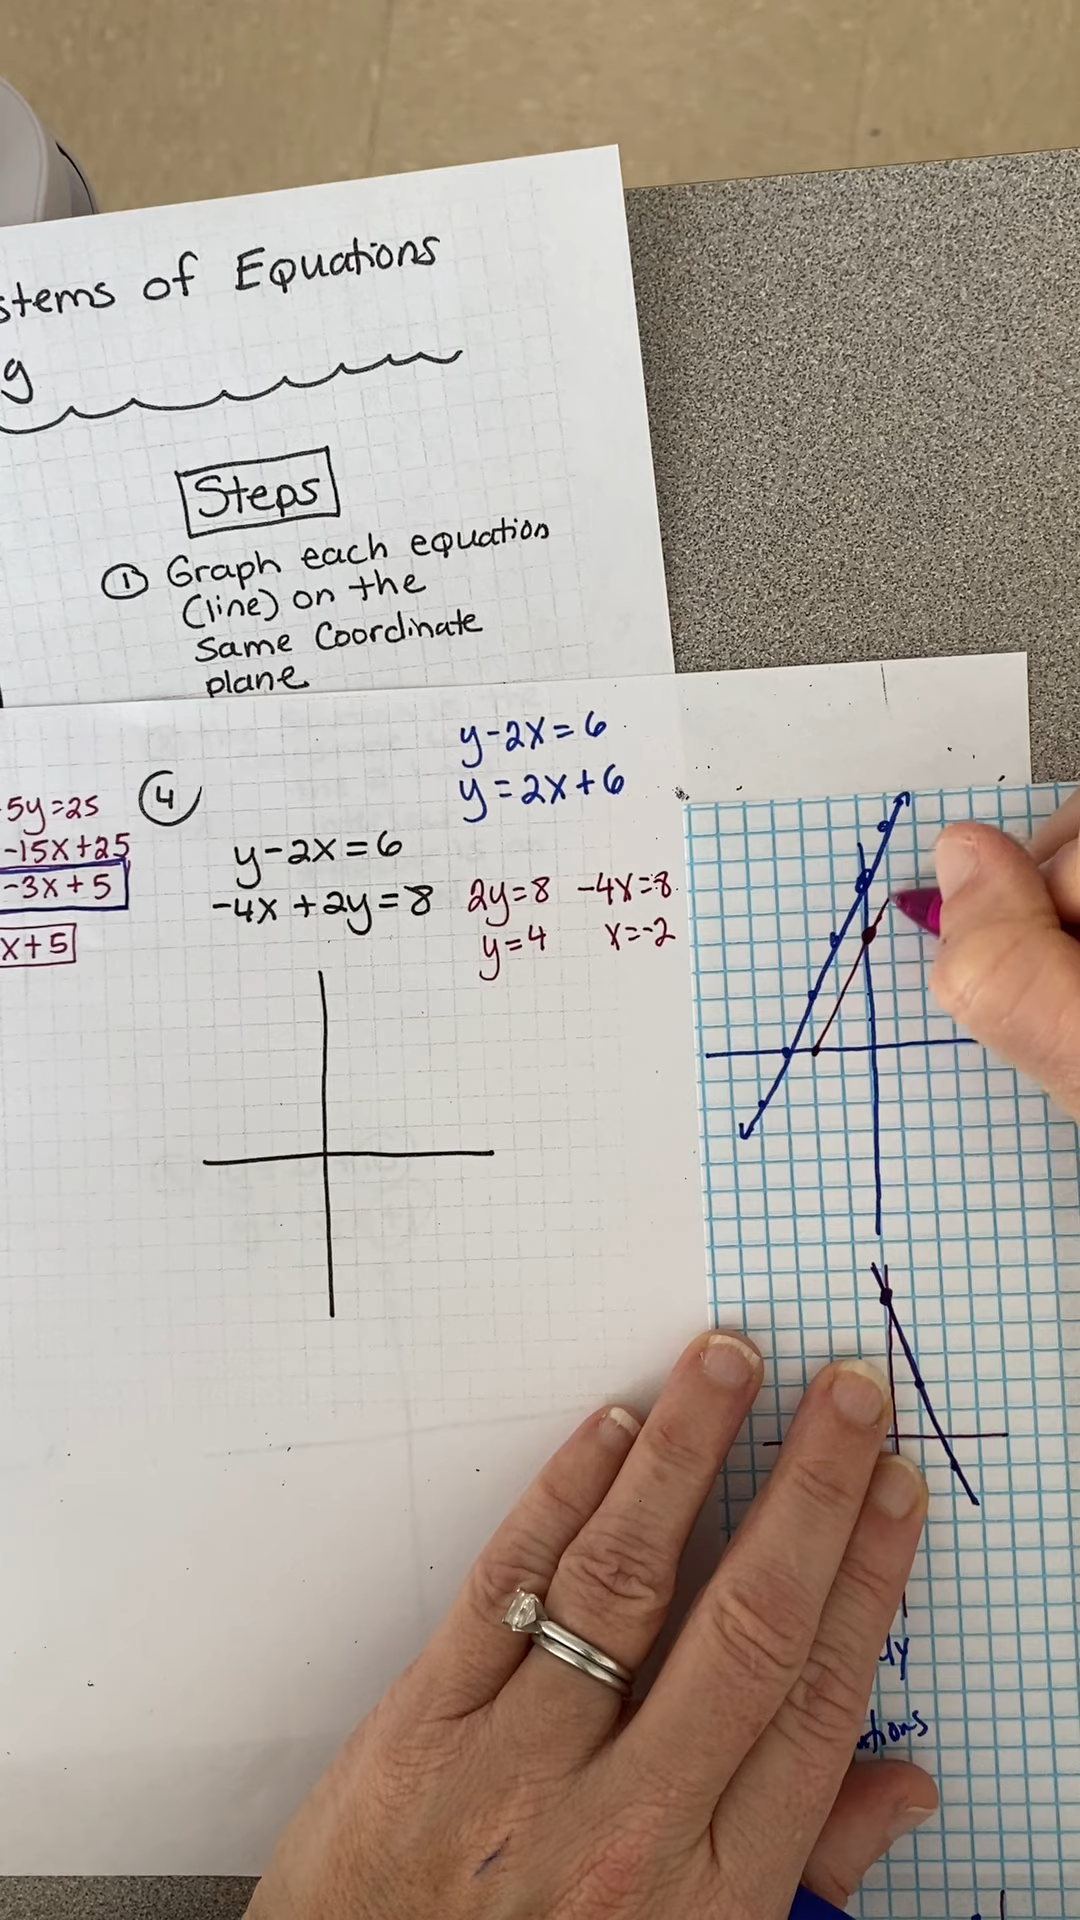 stems of Equations
g
Steps
① Graph each equation
(line) on the
Same Coordinate
plane
y-2x=6
y=2x+6
5y=25
-15x+25
-3x+5
x+5
④
y-2x=6
-4x+2y=8
2y=8 -4x=8
y=4 x=-2